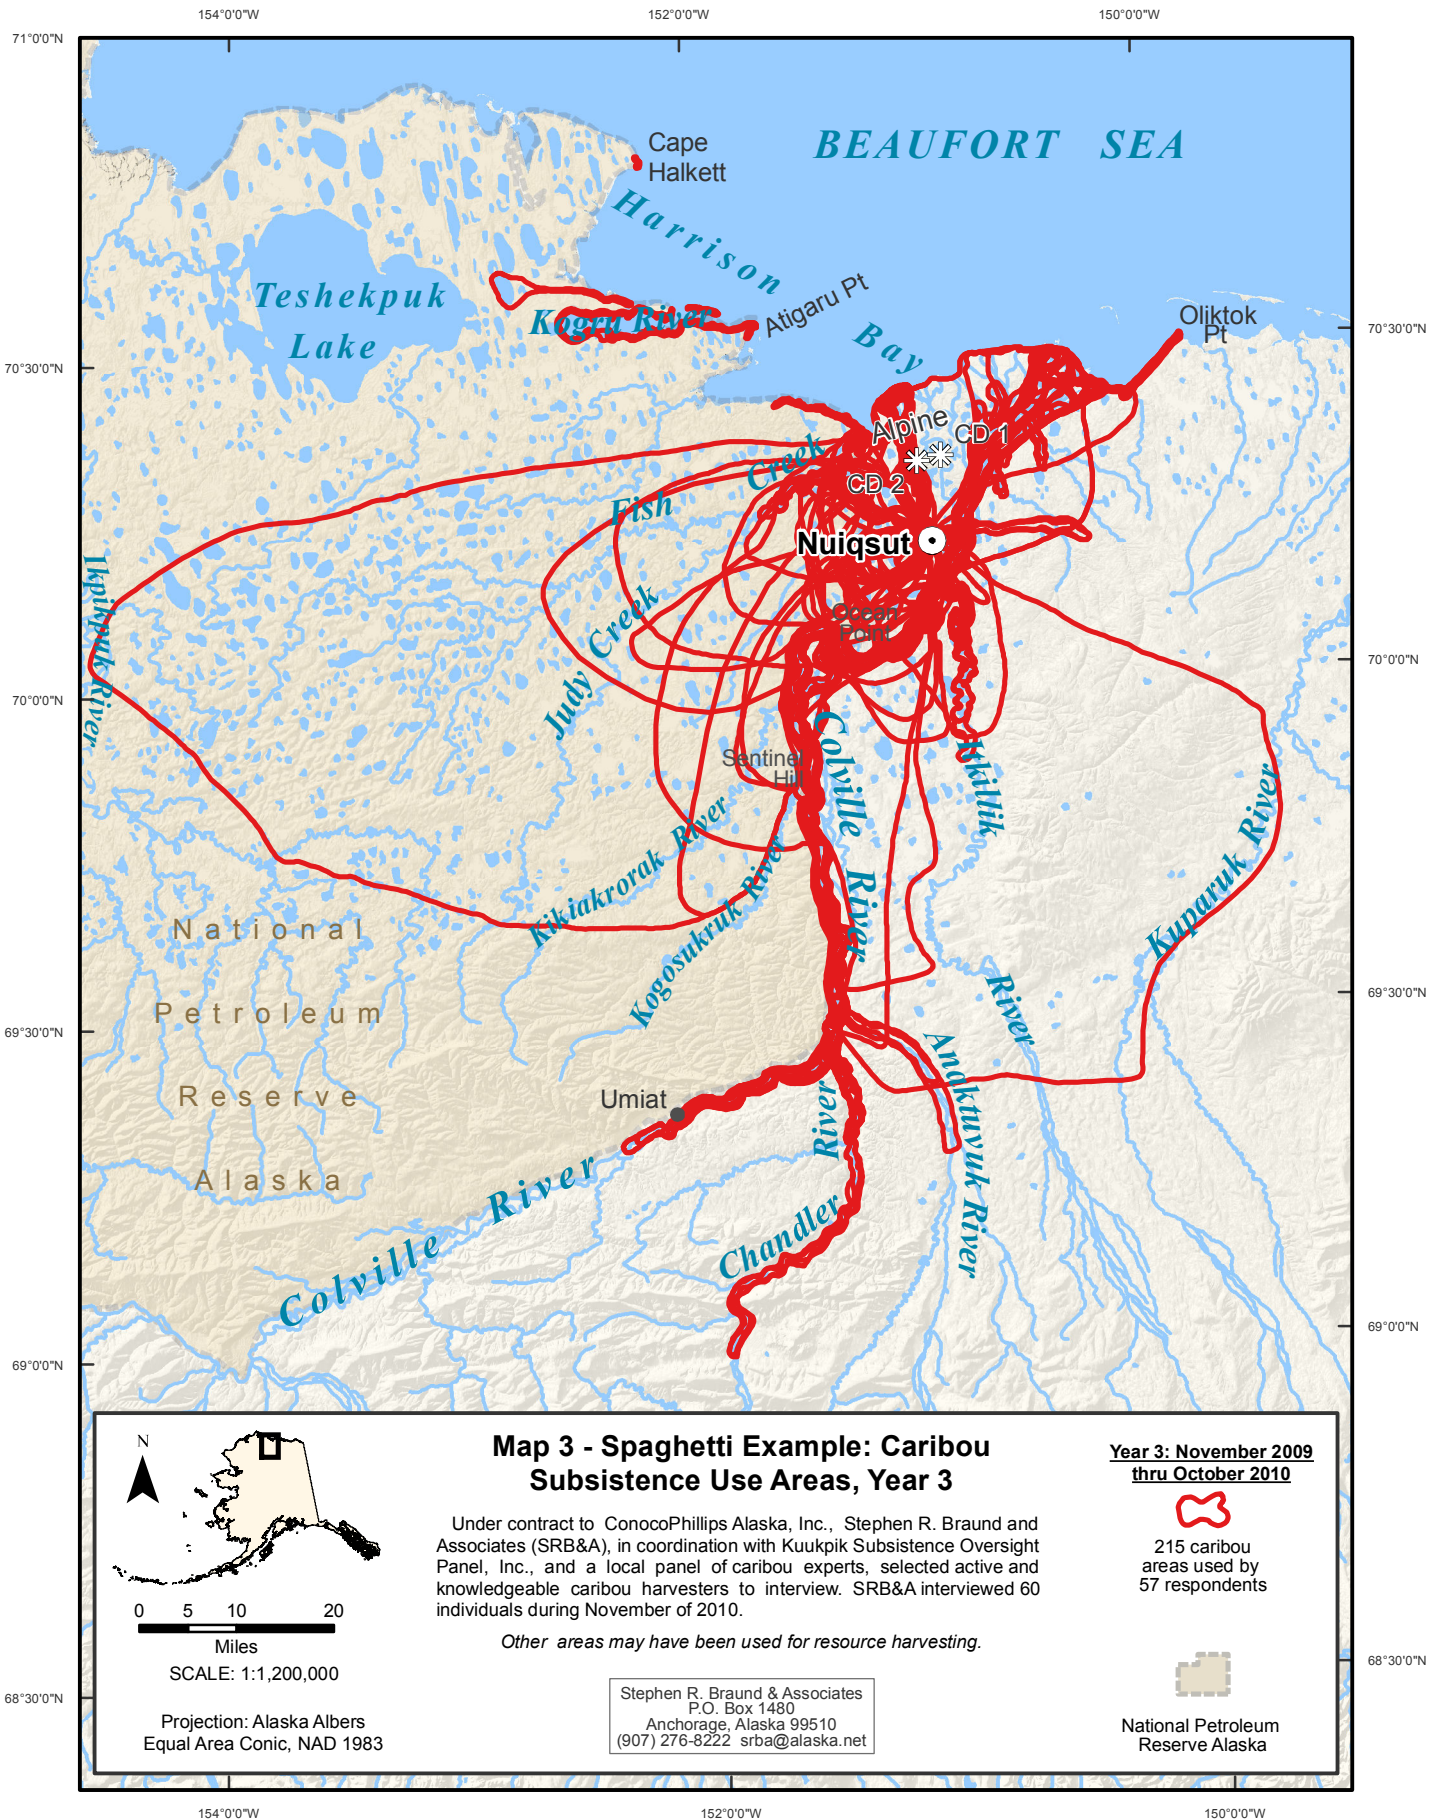 154°0'0"W
152°0'0"W
150°0'0"W
71°0'0"N
Cape
Halkett
BEAUFORT SEA
Harrison
Bay
Teshekpuk
Lake
Kogru River
Atigaru Pt
Oliktok
Pt
70°30'0"N
70°30'0"N
Alpine
CD 1
CD 2
Fish
Creek
Nuiqsut
Ikpikpuk River
Judy Creek
Ocean
Point
70°0'0"N
70°0'0"N
Sentinel
Hill
Colville
River
Itkillik
River
Kuparuk River
Kikiakrorak River
Kogosukruk River
National
Petroleum
Reserve
Alaska
69°30'0"N
69°30'0"N
Umiat
Anaktuvuk River
Chandler
River
Colville River
69°0'0"N
69°0'0"N
N
0 5 10 20
Miles
SCALE: 1:1,200,000
Projection: Alaska Albers
Equal Area Conic, NAD 1983
Map 3 - Spaghetti Example: Caribou
Subsistence Use Areas, Year 3
Under contract to ConocoPhillips Alaska, Inc., Stephen R. Braund and
Associates (SRB&A), in coordination with Kuukpik Subsistence Oversight
Panel, Inc., and a local panel of caribou experts, selected active and
knowledgeable caribou harvesters to interview. SRB&A interviewed 60
individuals during November of 2010.
Other areas may have been used for resource harvesting.
Stephen R. Braund & Associates
P.O. Box 1480
Anchorage, Alaska 99510
(907) 276-8222 srba@alaska.net
Year 3: November 2009
thru October 2010
215 caribou
areas used by
57 respondents
National Petroleum
Reserve Alaska
68°30'0"N
68°30'0"N
154°0'0"W
152°0'0"W
150°0'0"W